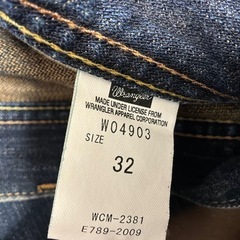 Wrangler
MADE UNDER LICENSE FROM
WRANGLER APPAREL CORPORATION
W04903
SIZE
32
WCM-2381
E789-2009